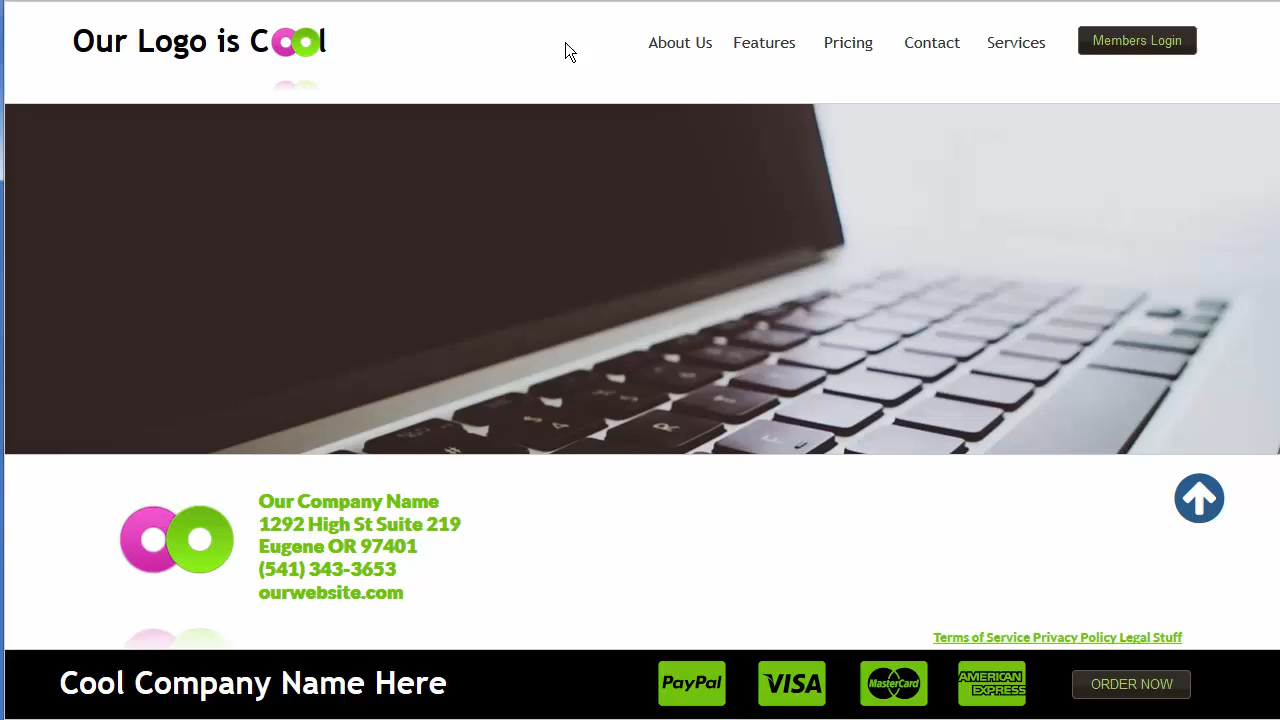 Our Logo is Cool
About Us Features Pricing Contact Services Members Login
Our Company Name
1292 High St Suite 219
Eugene OR 97401
(541) 343-3653
ourwebsite.com
Terms of Service Privacy Policy Legal Stuff
Cool Company Name Here
PayPal VISA MasterCard AMERICAN EXPRESS ORDER NOW